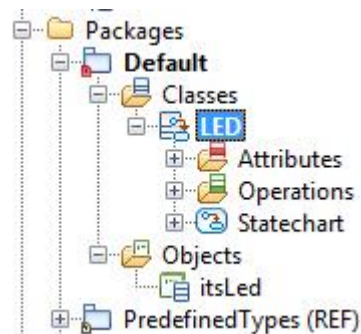 Packages
Default
Classes
LED
Attributes
Operations
Statechart
Objects
itsLed
PredefinedTypes (REF)